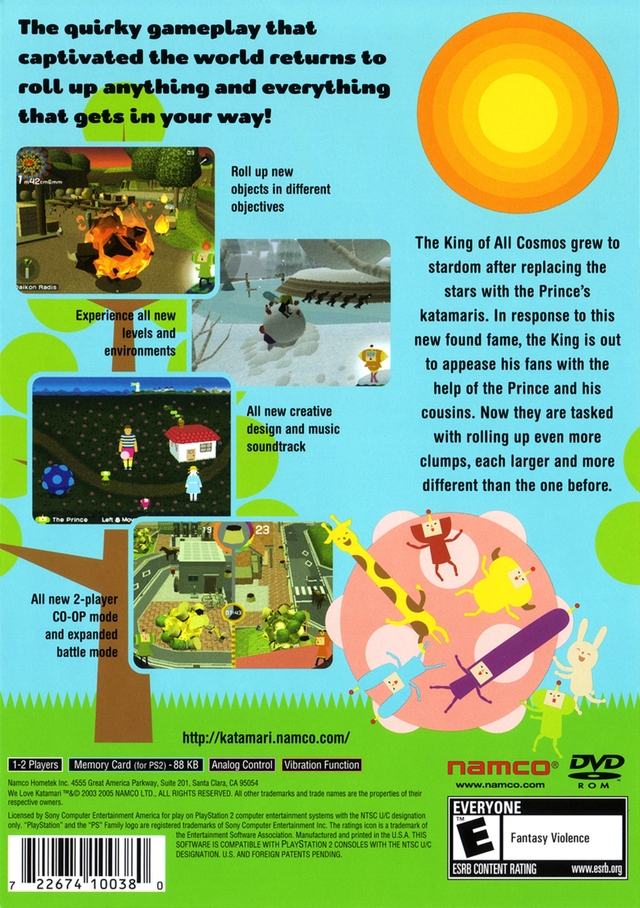 The quirky gameplay that
captivated the world returns to
roll up anything and everything
that gets in your way!
1m42cm6mm
Daikon Radis
Roll up new
objects in different
objectives
Experience all new
levels and
environments
All new creative
design and music
soundtrack
The Prince
Left & Mov
19
23
All new 2-player
CO-OP mode
and expanded
battle mode
The King of All Cosmos grew to
stardom after replacing the
stars with the Prince's
katamaris. In response to this
new found fame, the King is out
to appease his fans with the
help of the Prince and his
cousins. Now they are tasked
with rolling up even more
clumps, each larger and more
different than the one before.
http://katamari.namco.com/
1-2 Players
Memory Card (for PS2) - 88 KB
Analog Control
Vibration Function
namco®
www.namco.com
DVD
ROM
Namco Hometek Inc. 4555 Great America Parkway, Suite 201, Santa Clara, CA 95054
We Love Katamari ™&© 2003 2005 NAMCO LTD., ALL RIGHTS RESERVED. All other trademarks and trade names are the properties of their
respective owners.
Licensed by Sony Computer Entertainment America for play on PlayStation 2 computer entertainment systems with the NTSC U/C designation
only. "PlayStation" and the "PS" Family logo are registered trademarks of Sony Computer Entertainment Inc. The ratings icon is a trademark of
the Entertainment Software Association. Manufactured and printed in the U.S.A. THIS
SOFTWARE IS COMPATIBLE WITH PLAYSTATION 2 CONSOLES WITH THE NTSC U/C
DESIGNATION. U.S. AND FOREIGN PATENTS PENDING.
7 22674 10038 0
EVERYONE
E
Fantasy Violence
ESRB CONTENT RATING
www.esrb.org